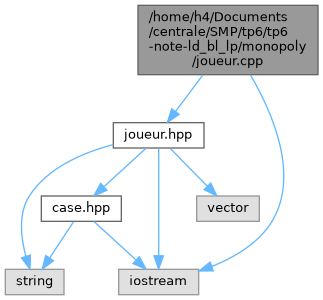 /home/h4/Documents
/centrale/SMP/tp6/tp6
-note-ld_bl_lp/monopoly
/joueur.cpp
joueur.hpp
case.hpp
vector
string
iostream